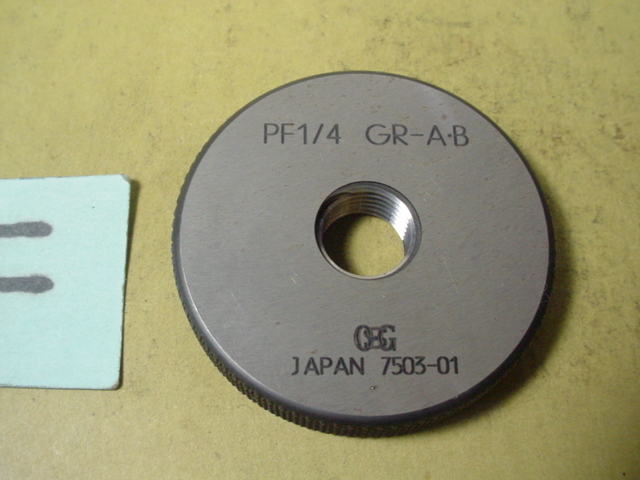 PF1/4 GR-A·B
OSG
JAPAN 7503-01